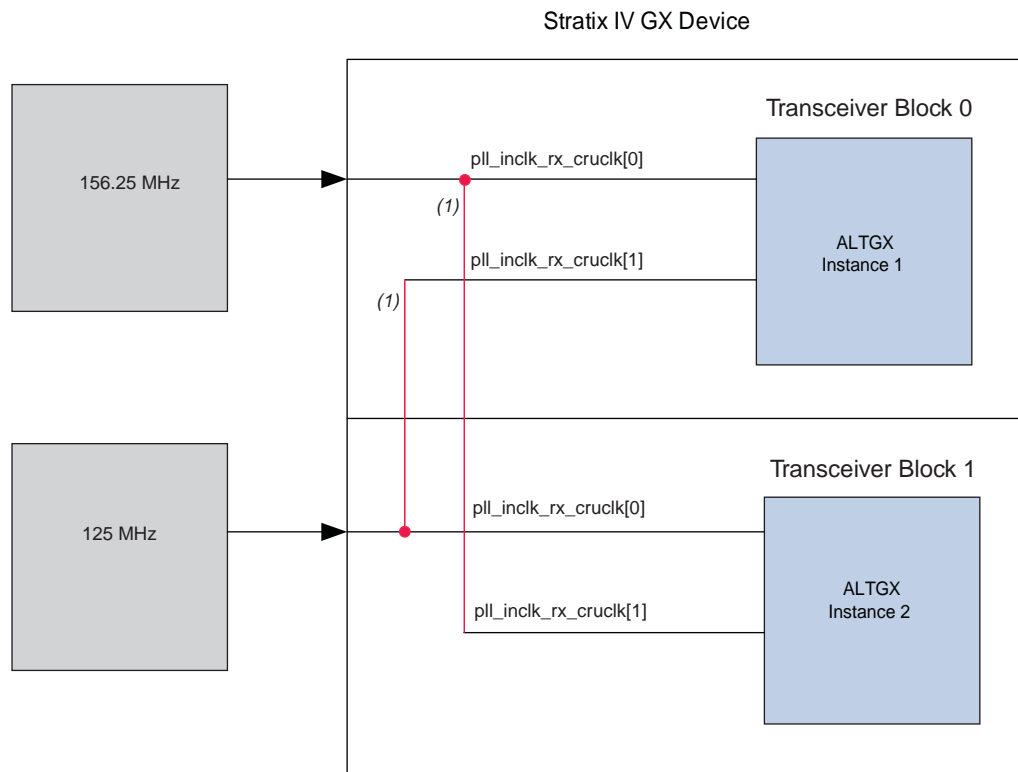 Stratix IV GX Device
Transceiver Block 0
pll_inclk_rx_cruclk[0]
156.25 MHz
(1)
ALTGX
Instance 1
pll_inclk_rx_cruclk[1]
(1)
Transceiver Block 1
pll_inclk_rx_cruclk[0]
125 MHz
ALTGX
Instance 2
pll_inclk_rx_cruclk[1]